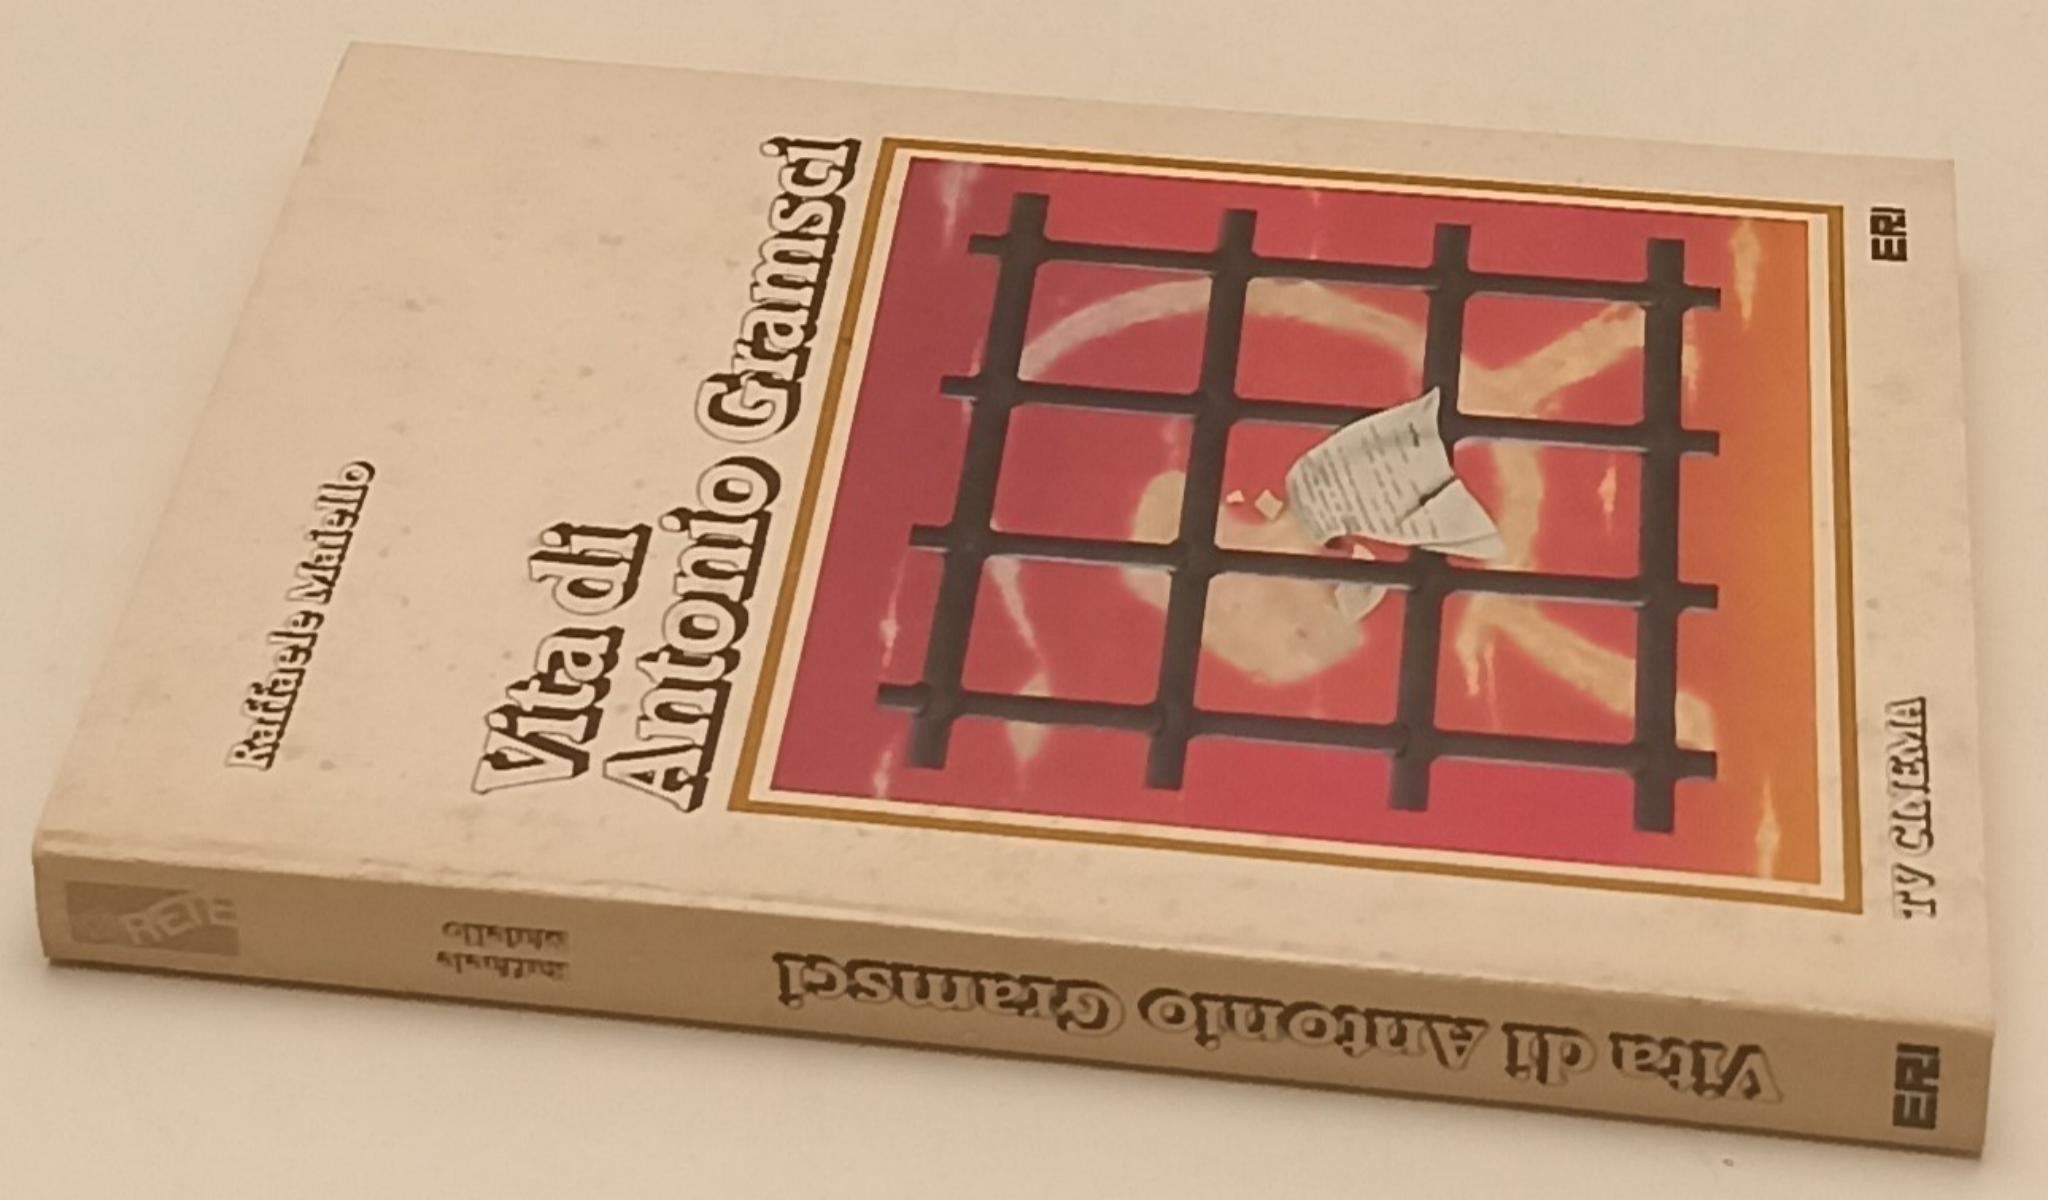 Raffaele Maiello
Vita di
Antonio Gramsci
TV CINEMA
ERI
RETE
Raffaele
Maiello
Vita di Antonio Gramsci
ERI